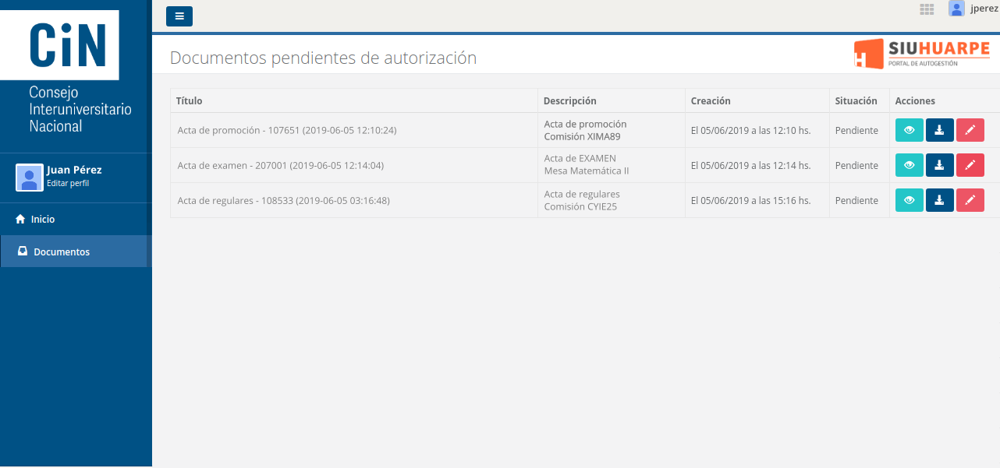 CiN
Consejo
Interuniversitario
Nacional
Juan Pérez
Editar perfil
Inicio
Documentos
jperez
Documentos pendientes de autorización
SIUHUARPE
PORTAL DE AUTOGESTIÓN
Título Descripción Creación Situación Acciones
Acta de promoción - 107651 (2019-06-05 12:10:24) Acta de promoción El 05/06/2019 a las 12:10 hs. Pendiente
Comisión XIMA89
Acta de examen - 207001 (2019-06-05 12:14:04) Acta de EXAMEN El 05/06/2019 a las 12:14 hs. Pendiente
Mesa Matemática II
Acta de regulares - 108533 (2019-06-05 03:16:48) Acta de regulares El 05/06/2019 a las 15:16 hs. Pendiente
Comisión CYIE25